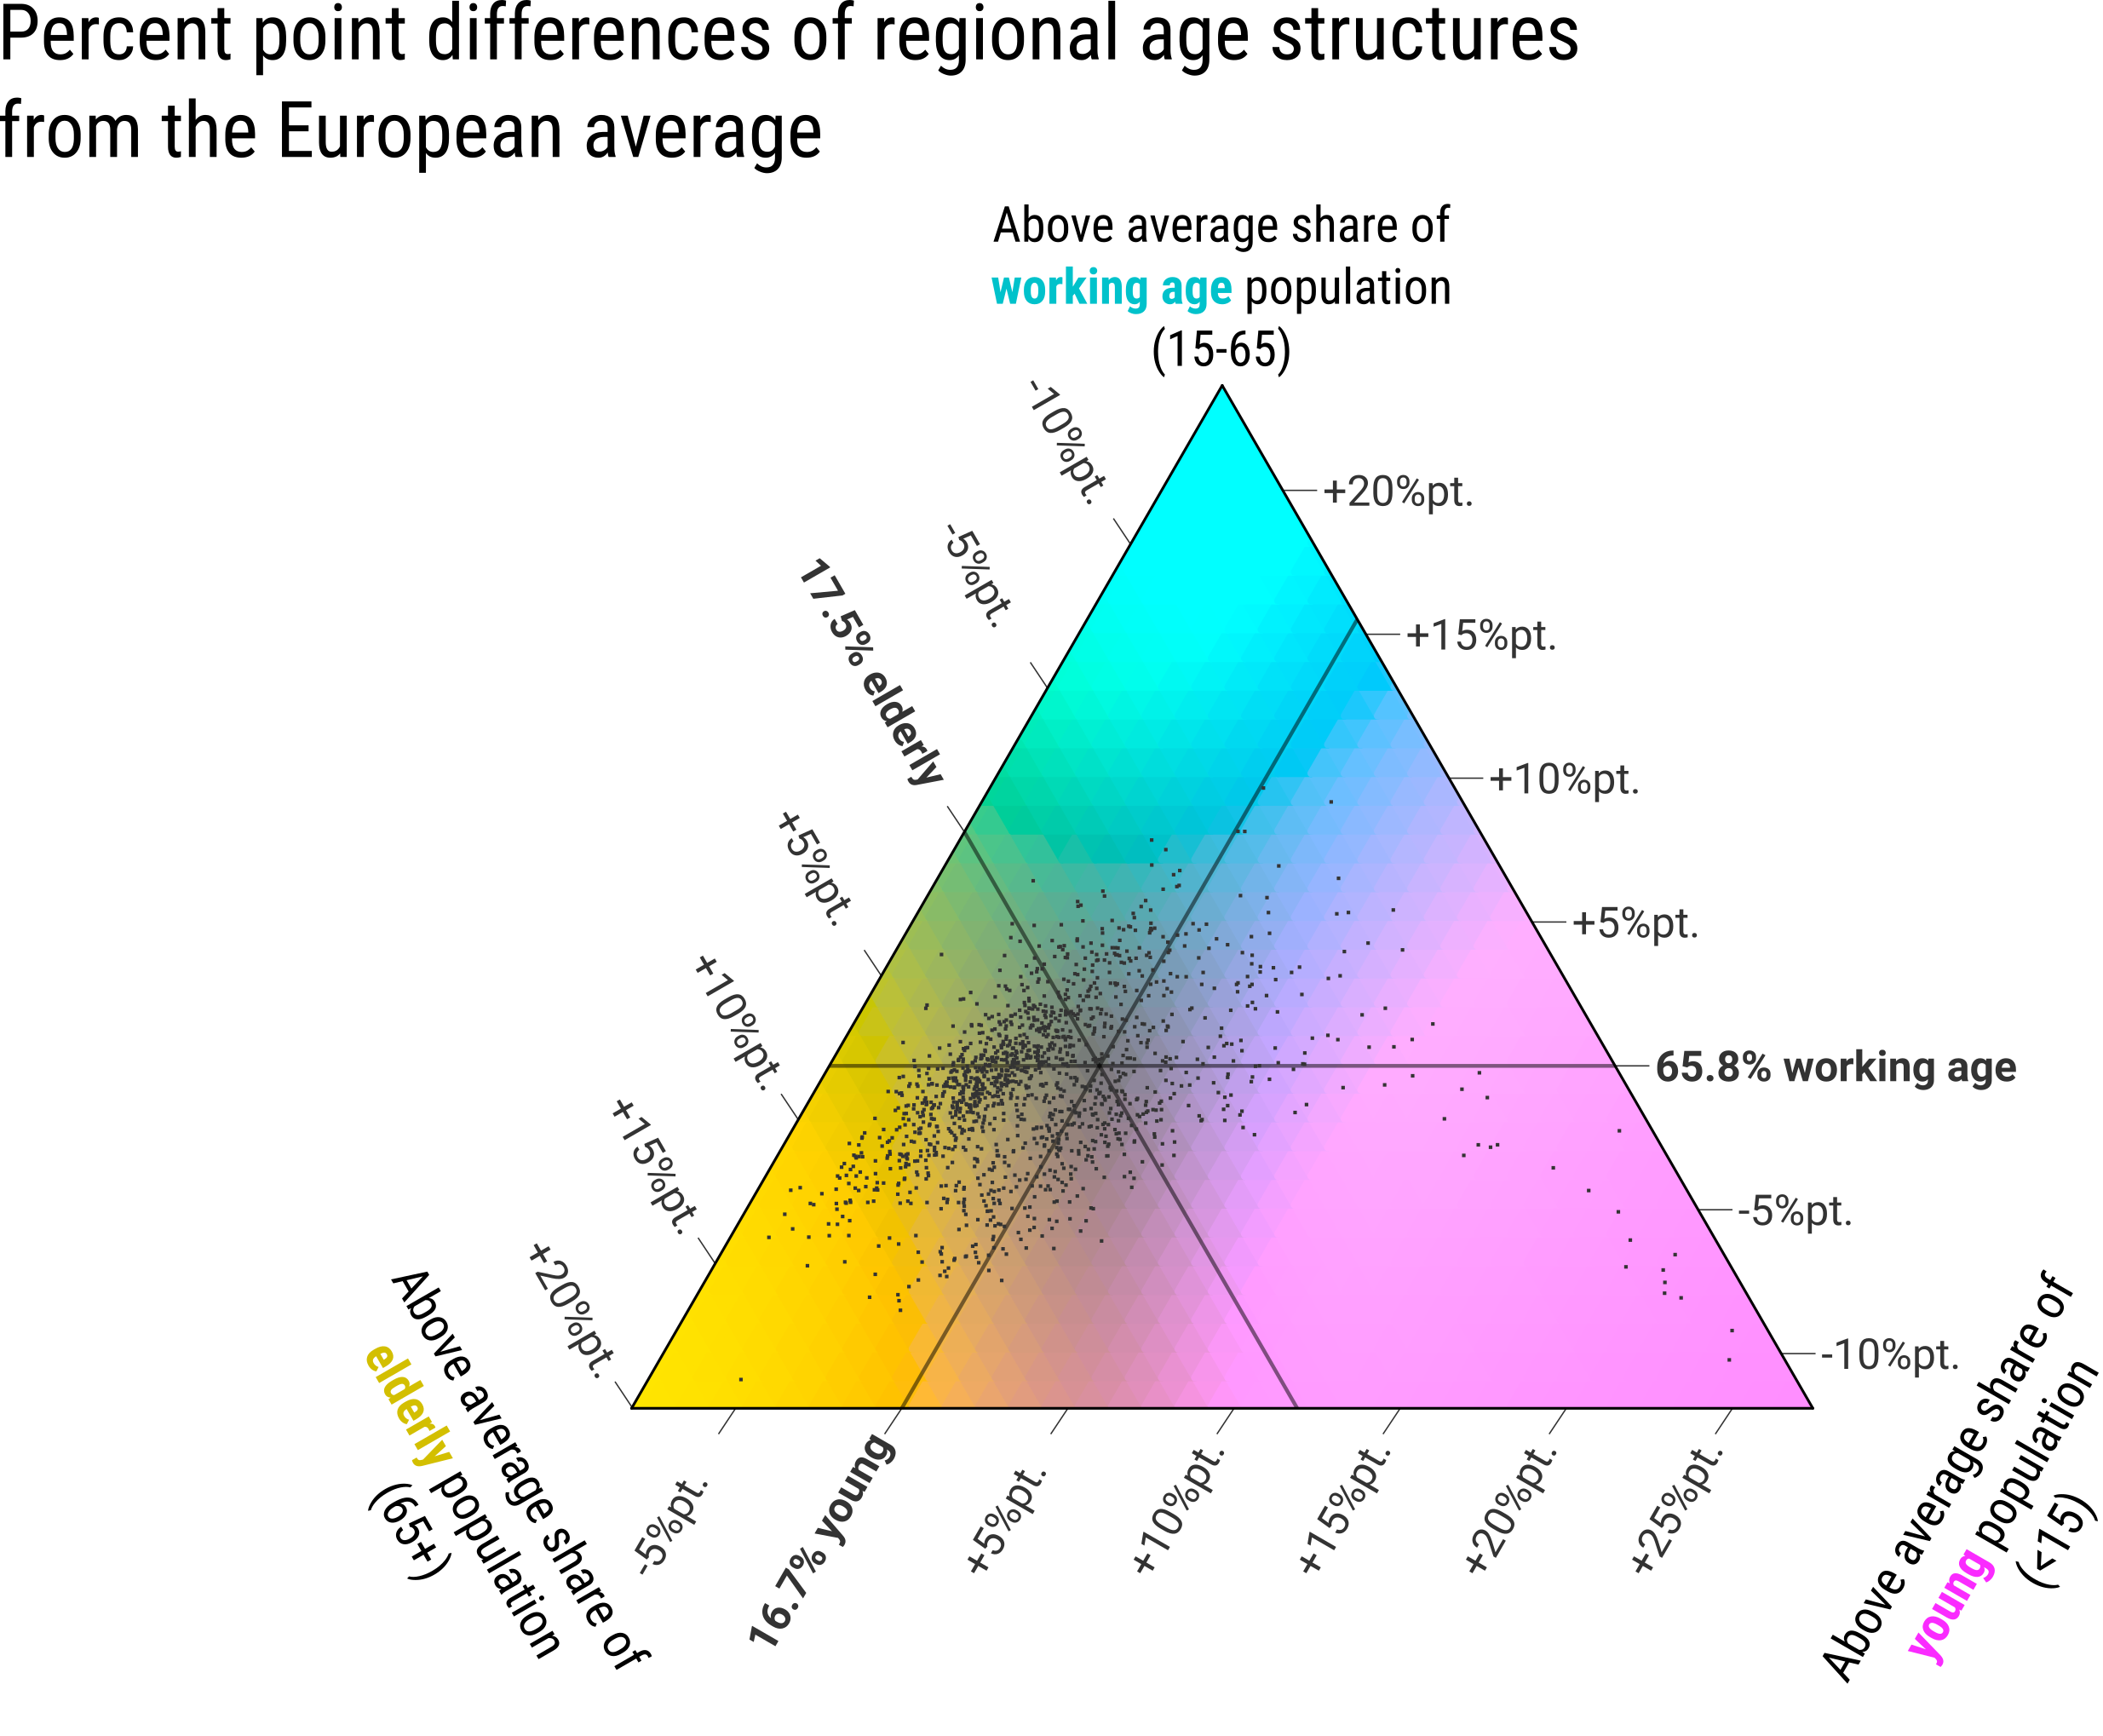 Percent point differences of regional age structures
from the European average
Above average share of
working age population
(15-65)
-10%pt.
-5%pt.
17.5% elderly
+5%pt.
+10%pt.
+15%pt.
+20%pt.
+20%pt.
+15%pt.
+10%pt.
+5%pt.
65.8% working age
-5%pt.
-10%pt.
Above average share of
elderly population
(65+)
-5%pt.
16.7% young
+5%pt.
+10%pt.
+15%pt.
+20%pt.
+25%pt.
Above average share of
young population
(<15)